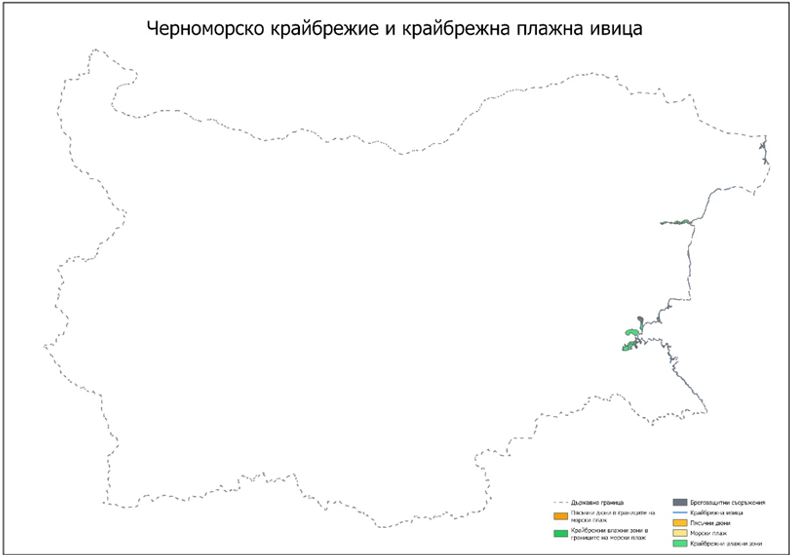 Черноморско крайбрежие и крайбрежна плажна ивица
Държавна граница
Пясъчни дюни в границите на
морски плаж
Крайбрежни влажни зони в
границите на морски плаж
Брегозащитни съоръжения
Крайбрежна ивица
Пясъчни дюни
Морски плаж
Крайбрежни влажни зони